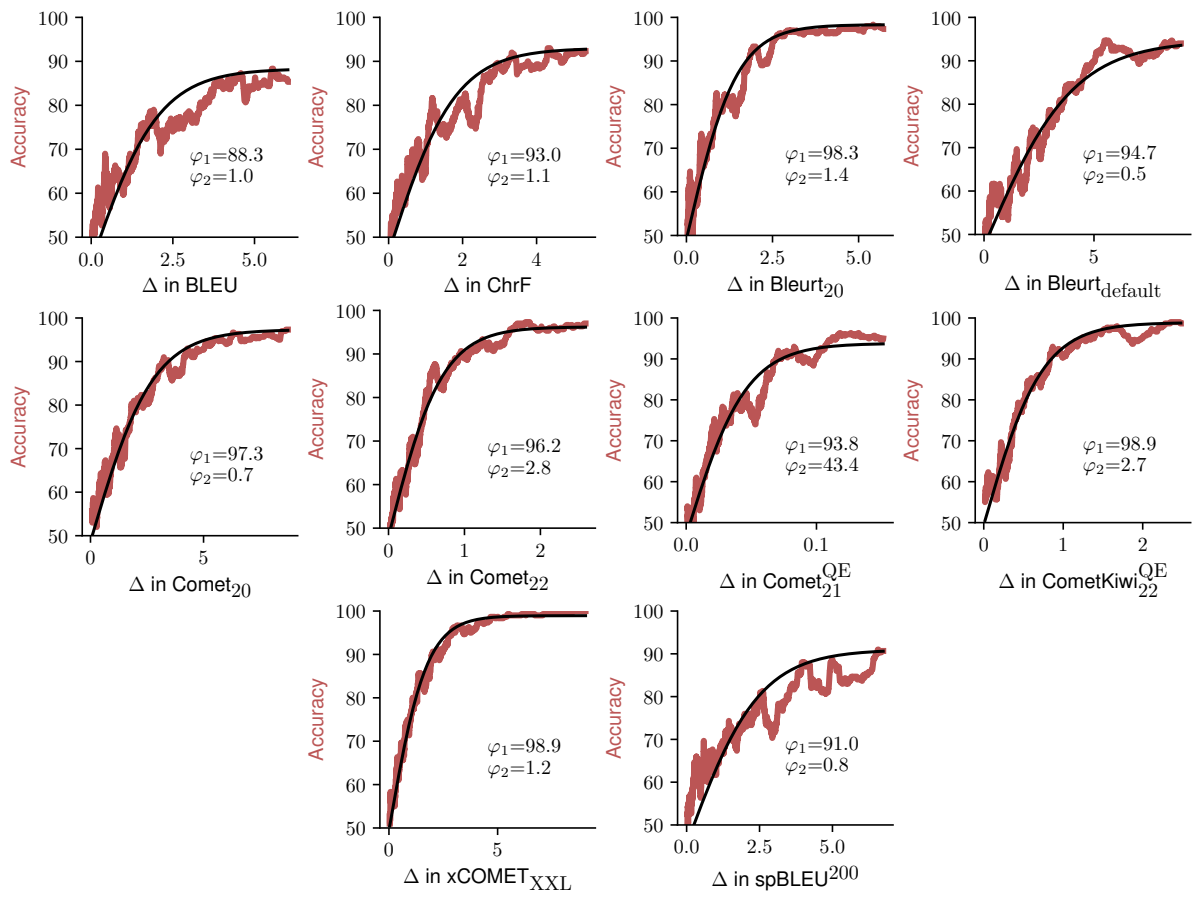 100
90
80
70
60
50
Accuracy
φ1=88.3
φ2=1.0
0.0 2.5 5.0
Δ in BLEU
100
90
80
70
60
50
Accuracy
φ1=93.0
φ2=1.1
0 2 4
Δ in ChrF
100
90
80
70
60
50
Accuracy
φ1=98.3
φ2=1.4
0.0 2.5 5.0
Δ in Bleurt20
100
90
80
70
60
50
Accuracy
φ1=94.7
φ2=0.5
0 5
Δ in Bleurtdefault
100
90
80
70
60
50
Accuracy
φ1=97.3
φ2=0.7
0 5
Δ in Comet20
100
90
80
70
60
50
Accuracy
φ1=96.2
φ2=2.8
0 1 2
Δ in Comet22
100
90
80
70
60
50
Accuracy
φ1=93.8
φ2=43.4
0.0 0.1
Δ in Comet21QE
100
90
80
70
60
50
Accuracy
φ1=98.9
φ2=2.7
0 1 2
Δ in CometKiwi22QE
100
90
80
70
60
50
Accuracy
φ1=98.9
φ2=1.2
0 5
Δ in xCOMETXXL
100
90
80
70
60
50
Accuracy
φ1=91.0
φ2=0.8
0.0 2.5 5.0
Δ in spBLEU200